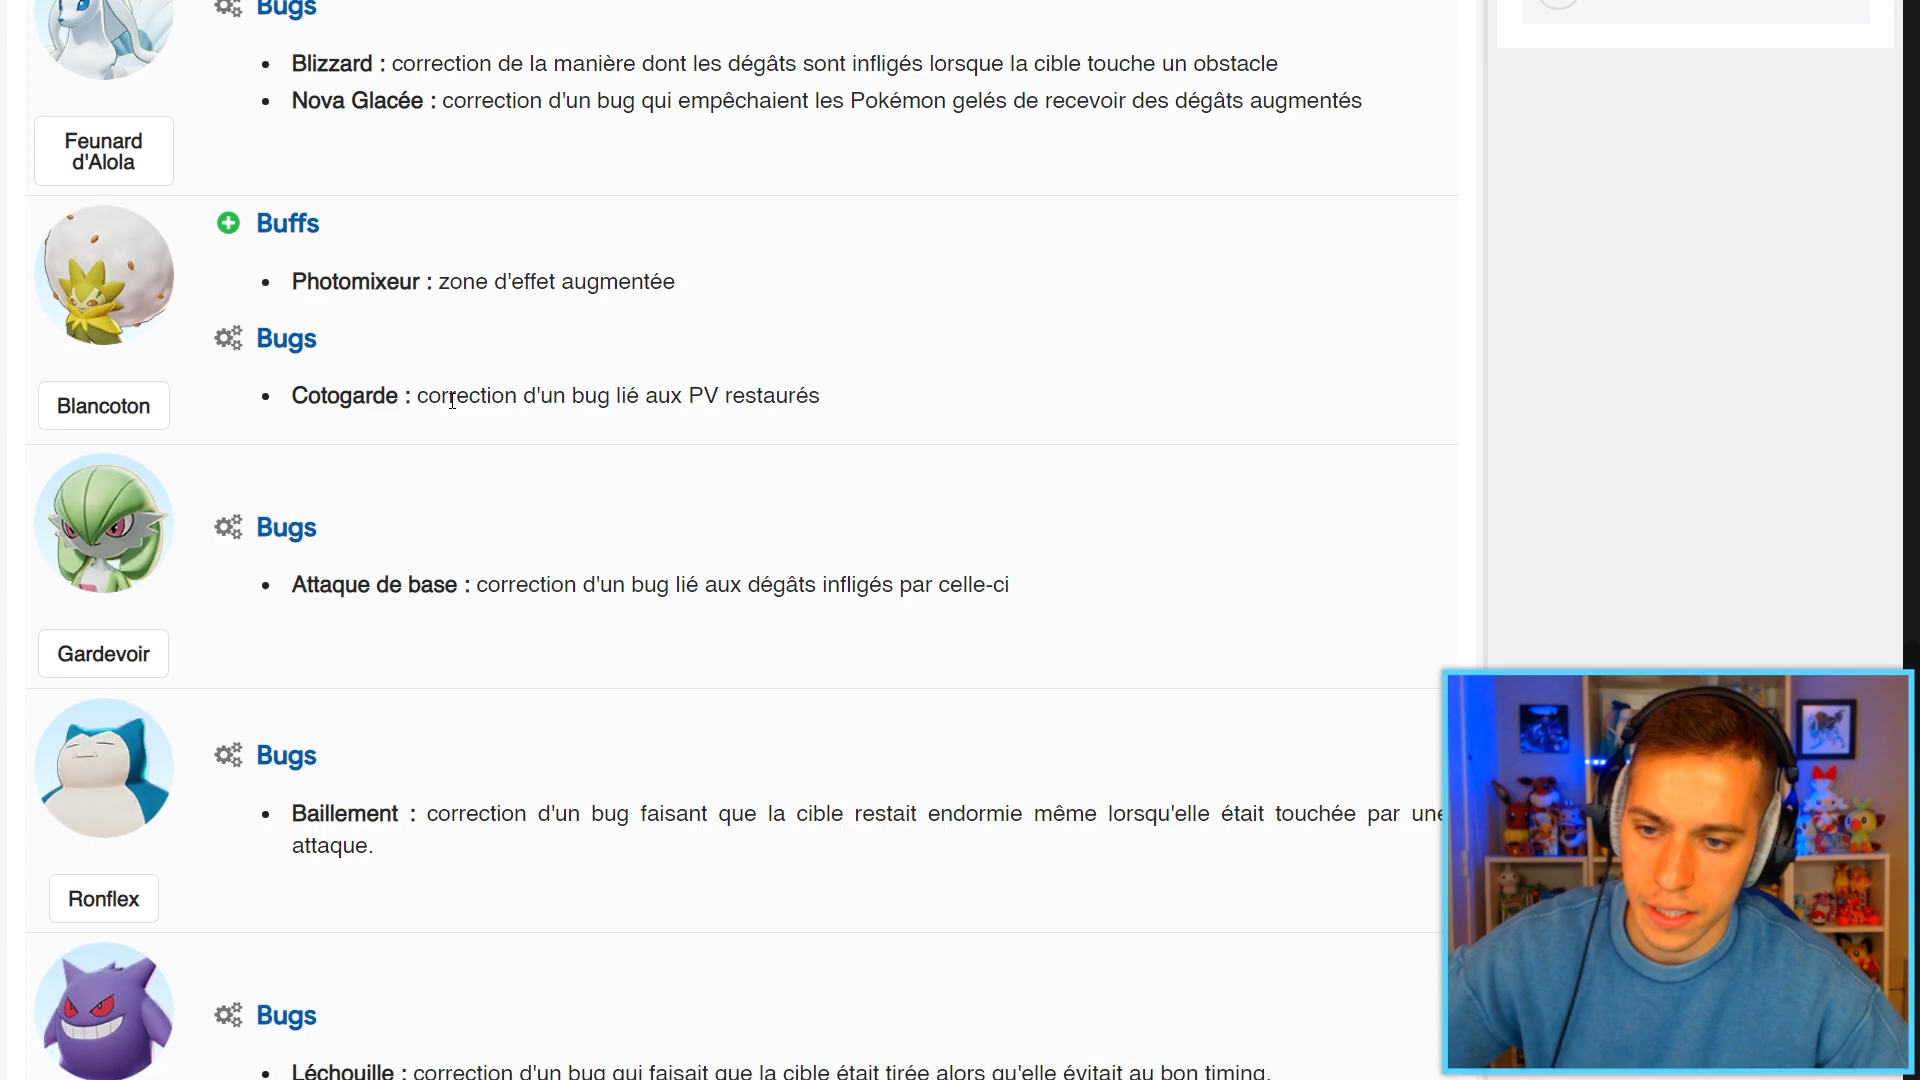 Bugs
Blizzard : correction de la manière dont les dégâts sont infligés lorsque la cible touche un obstacle
Nova Glacée : correction d'un bug qui empêchaient les Pokémon gelés de recevoir des dégâts augmentés
Feunard
d'Alola
Buffs
Photomixeur : zone d'effet augmentée
Bugs
Cotogarde : correction d'un bug lié aux PV restaurés
Blancoton
Bugs
Attaque de base : correction d'un bug lié aux dégâts infligés par celle-ci
Gardevoir
Bugs
Baillement : correction d'un bug faisant que la cible restait endormie même lorsqu'elle était touchée par une
attaque.
Ronflex
Bugs
Léchouille : correction d'un bug qui faisait que la cible était tirée alors qu'elle évitait au bon timing.